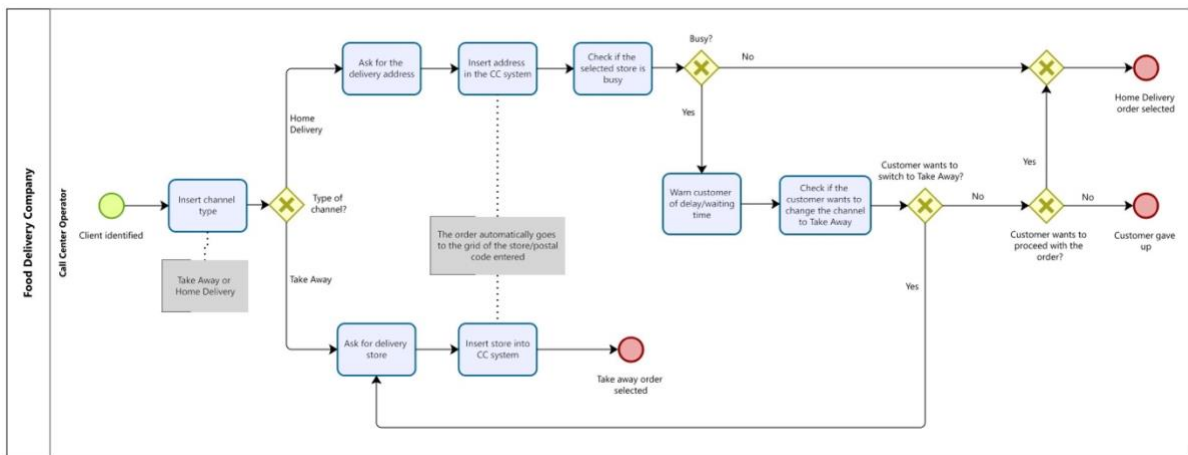 Food Delivery Company
Call Center Operator
Client identified
Insert channel
type
Take Away or
Home Delivery
Type of
channel?
Home
Delivery
Take Away
Ask for the
delivery address
Insert address
in the CC system
Check if the
selected store is
busy
Busy?
No
Yes
Home Delivery
order selected
Warn customer
of delay/waiting
time
Check if the
customer wants to
change the channel
to Take Away
Customer wants to
switch to Take Away?
No
Yes
Yes
No
Customer wants to
proceed with the
order?
Customer gave
up
The order automatically goes
to the grid of the store/postal
code entered
Ask for delivery
store
Insert store into
CC system
Take away order
selected